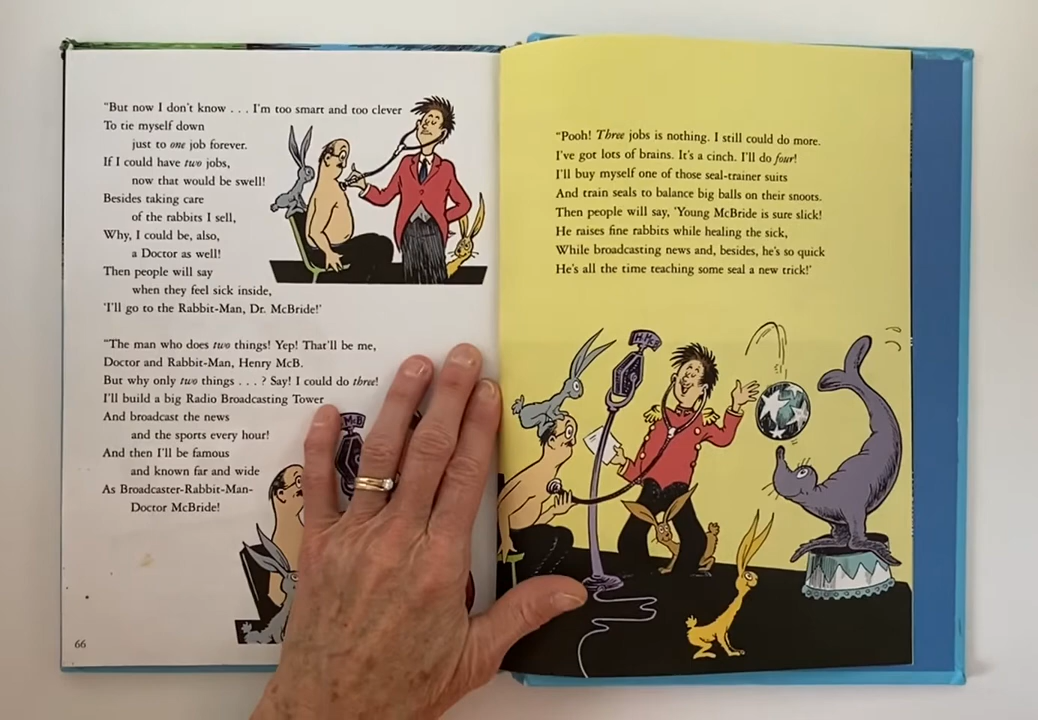 "But now I don't know . . . I'm too smart and too clever
To tie myself down
just to one job forever.
If I could have two jobs,
now that would be swell!
Besides taking care
of the rabbits I sell,
Why, I could be, also,
a Doctor as well!
Then people will say
when they feel sick inside,
'I'll go to the Rabbit-Man, Dr. McBride!'
"The man who does two things! Yep! That'll be me,
Doctor and Rabbit-Man, Henry McB.
But why only two things . . . ? Say! I could do three!
I'll build a big Radio Broadcasting Tower
And broadcast the news
and the sports every hour!
And then I'll be famous
and known far and wide
As Broadcaster-Rabbit-Man-
Doctor McBride!
McB
66
"Pooh! Three jobs is nothing. I still could do more.
I've got lots of brains. It's a cinch. I'll do four!
I'll buy myself one of those seal-trainer suits
And train seals to balance big balls on their snoots.
Then people will say, 'Young McBride is sure slick!
He raises fine rabbits while healing the sick,
While broadcasting news and, besides, he's so quick
He's all the time teaching some seal a new trick!'